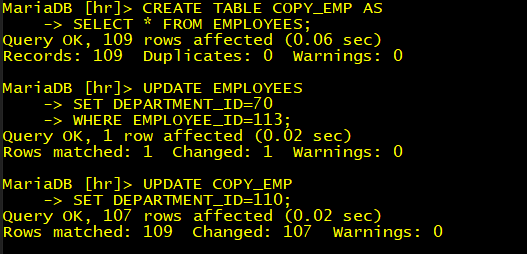 MariaDB [hr]> CREATE TABLE COPY_EMP AS
    -> SELECT * FROM EMPLOYEES;
Query OK, 109 rows affected (0.06 sec)
Records: 109  Duplicates: 0  Warnings: 0

MariaDB [hr]> UPDATE EMPLOYEES
    -> SET DEPARTMENT_ID=70
    -> WHERE EMPLOYEE_ID=113;
Query OK, 1 row affected (0.02 sec)
Rows matched: 1  Changed: 1  Warnings: 0

MariaDB [hr]> UPDATE COPY_EMP
    -> SET DEPARTMENT_ID=110;
Query OK, 107 rows affected (0.02 sec)
Rows matched: 109  Changed: 107  Warnings: 0